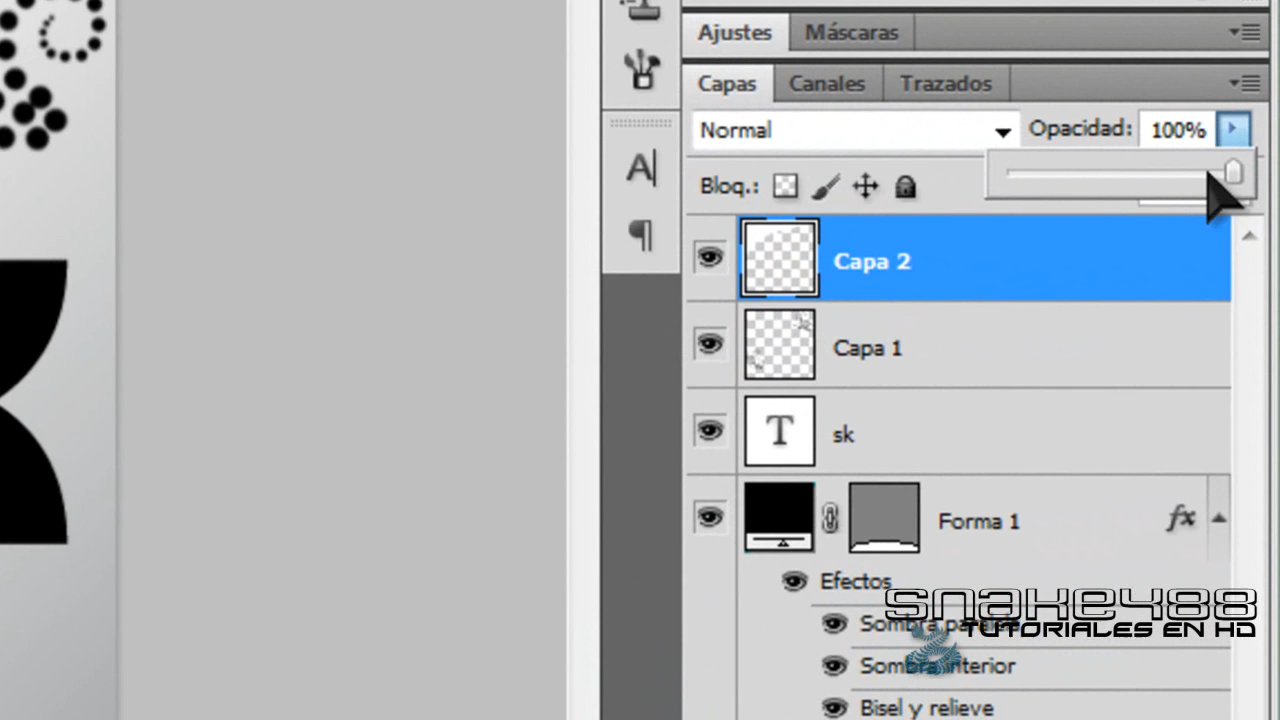 Ajustes Máscaras
Capas Canales Trazados
Normal Opacidad: 100%
A
Bloq.:
¶
Capa 2
Capa 1
T sk
Forma 1 fx
Efectos
Sombra
snakey88
TUTORIALES EN HD
Sombra interior
Bisel y relieve